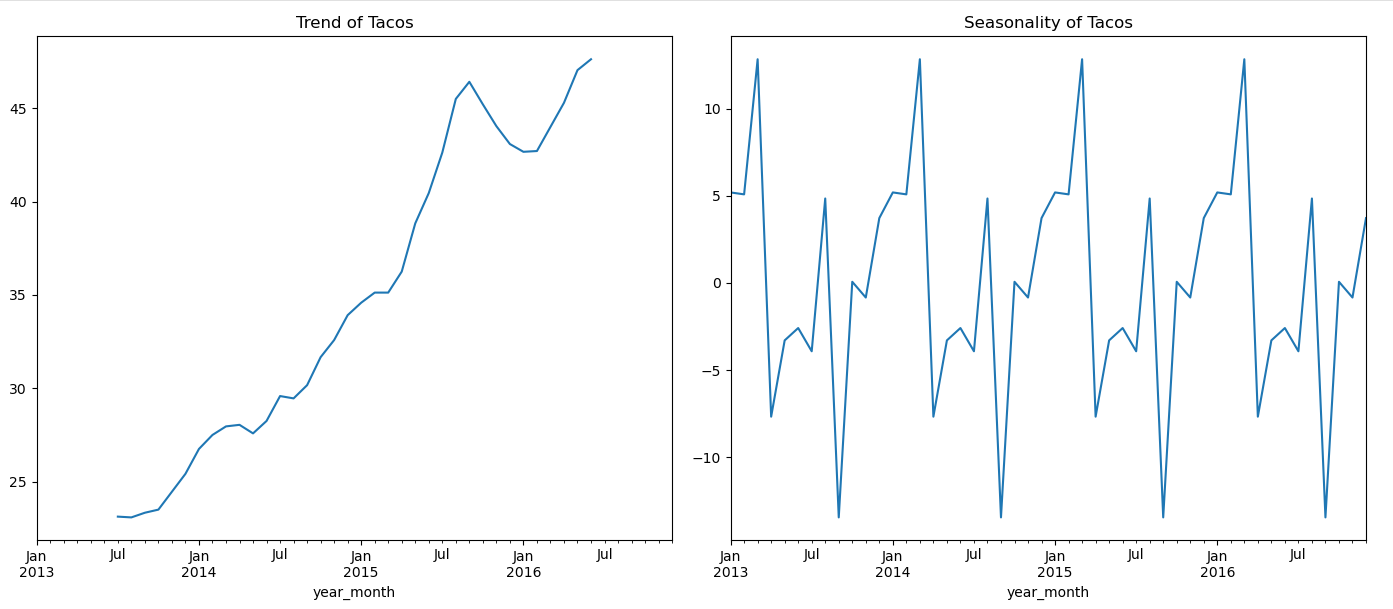 Trend of Tacos
45
40
35
30
25
Jan Jul Jan Jul Jan Jul Jan Jul
2013 2014 2015 2016
year_month
Seasonality of Tacos
10
5
0
−5
−10
Jan Jul Jan Jul Jan Jul Jan Jul
2013 2014 2015 2016
year_month